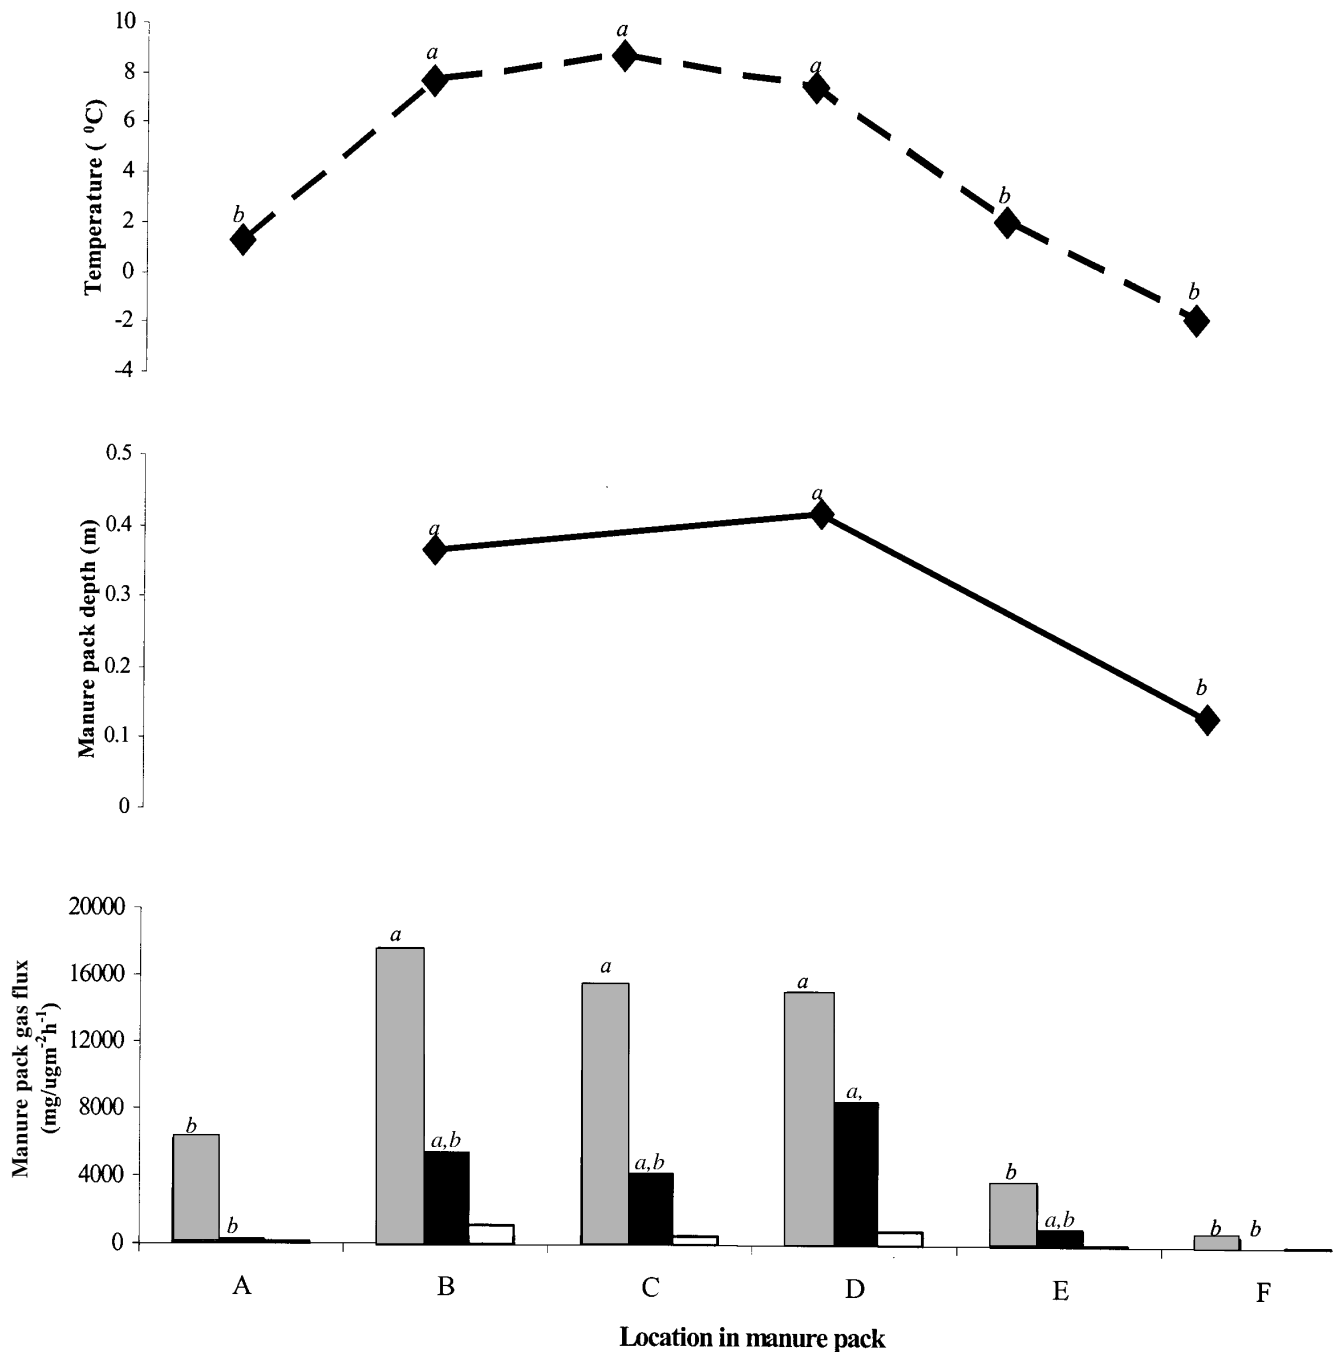 10
8
6
4
2
0
-2
-4
Temperature ( ⁰C)
b
a
a
a
b
b
0.5
0.4
0.3
0.2
0.1
0
Manure pack depth (m)
a
a
b
20000
16000
12000
8000
4000
0
Manure pack gas flux
(mg/ugm⁻²h⁻¹)
b
b
a
a,b
a
a,b
a
a,
b
a,b
b
b
A
B
C
D
E
F
Location in manure pack